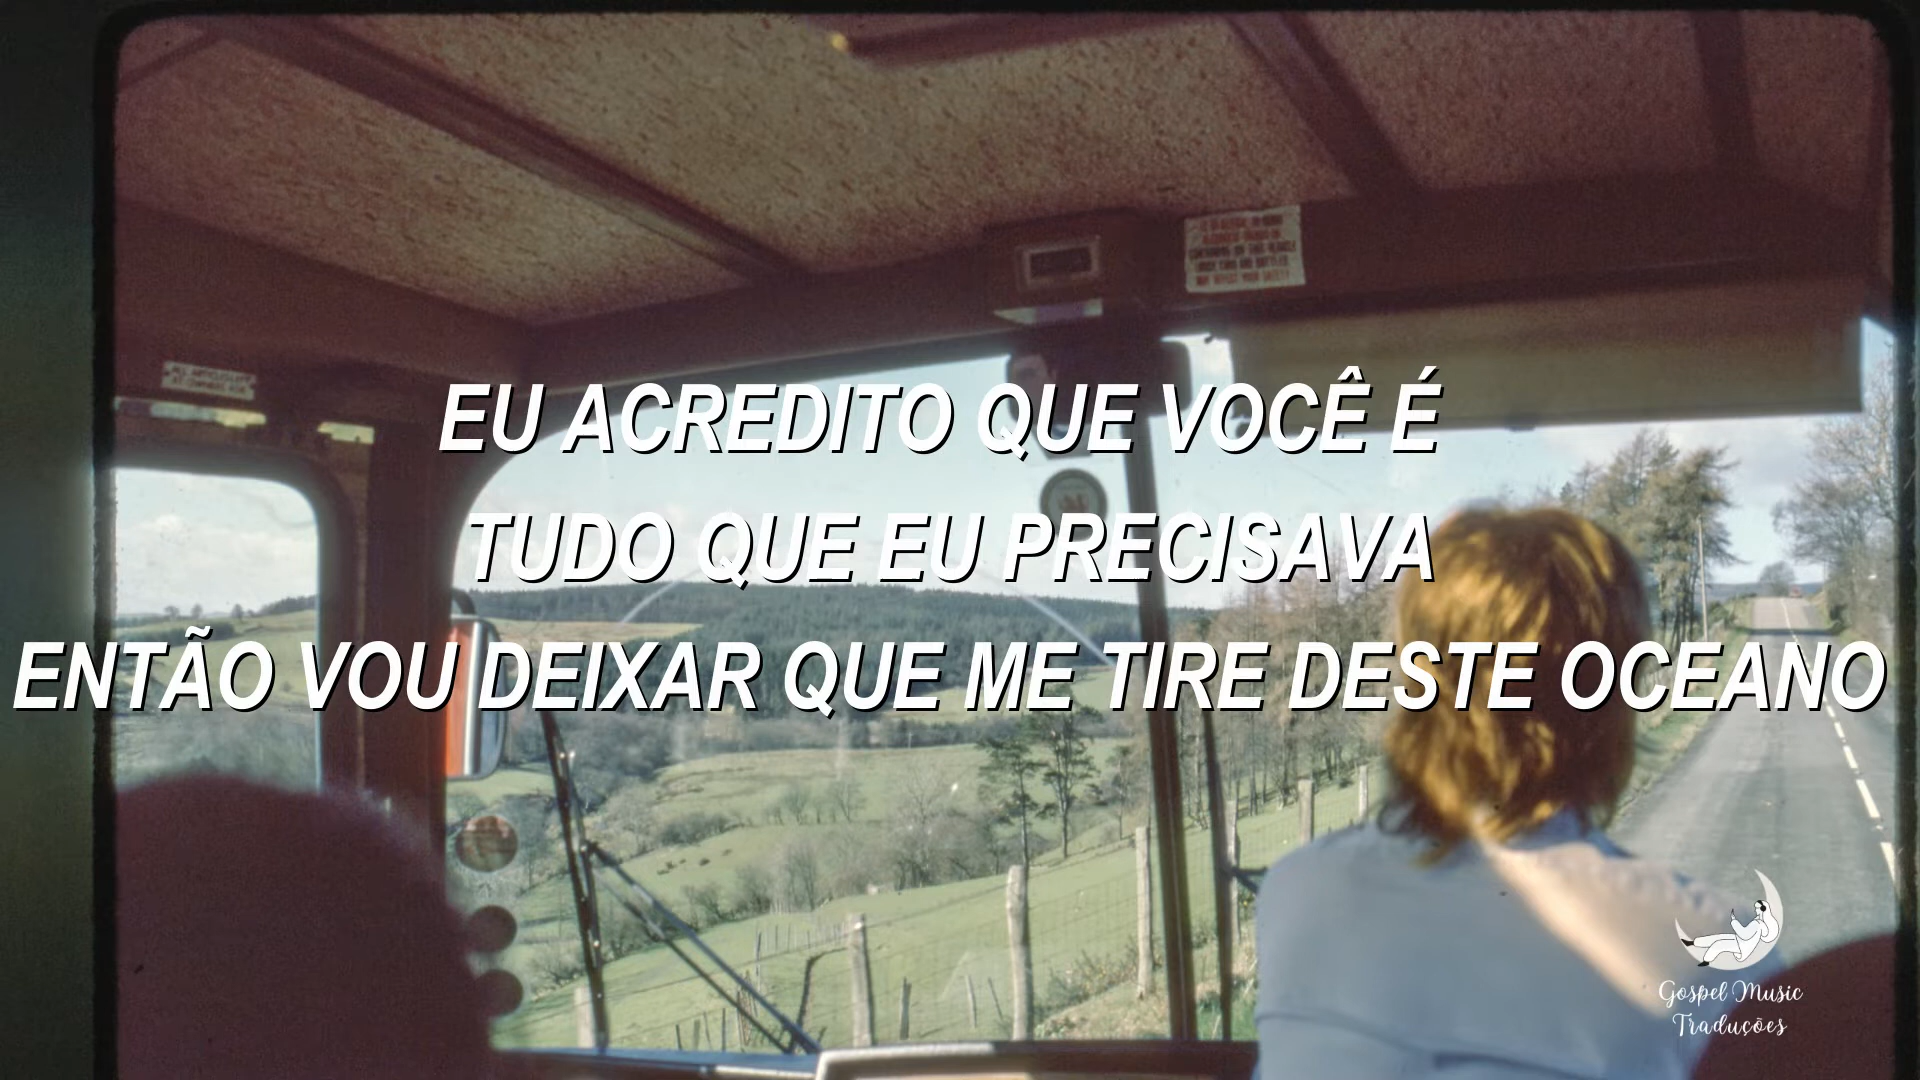 EU ACREDITO QUE VOCÊ É
TUDO QUE EU PRECISAVA
ENTÃO VOU DEIXAR QUE ME TIRE DESTE OCEANO
Gospel Music
Traduções